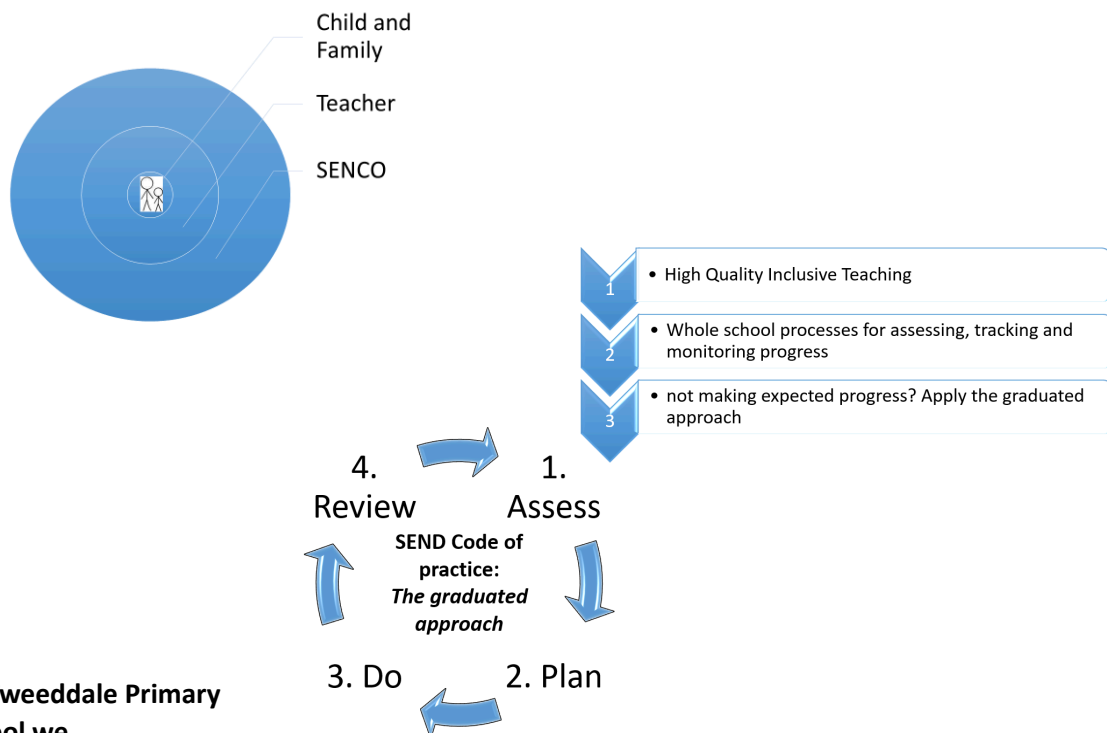 Child and
Family
Teacher
SENCO
1
• High Quality Inclusive Teaching
2
• Whole school processes for assessing, tracking and
monitoring progress
3
• not making expected progress? Apply the graduated
approach
4.
Review
1.
Assess
SEND Code of
practice:
The graduated
approach
3. Do
2. Plan
weeddale Primary
ool we